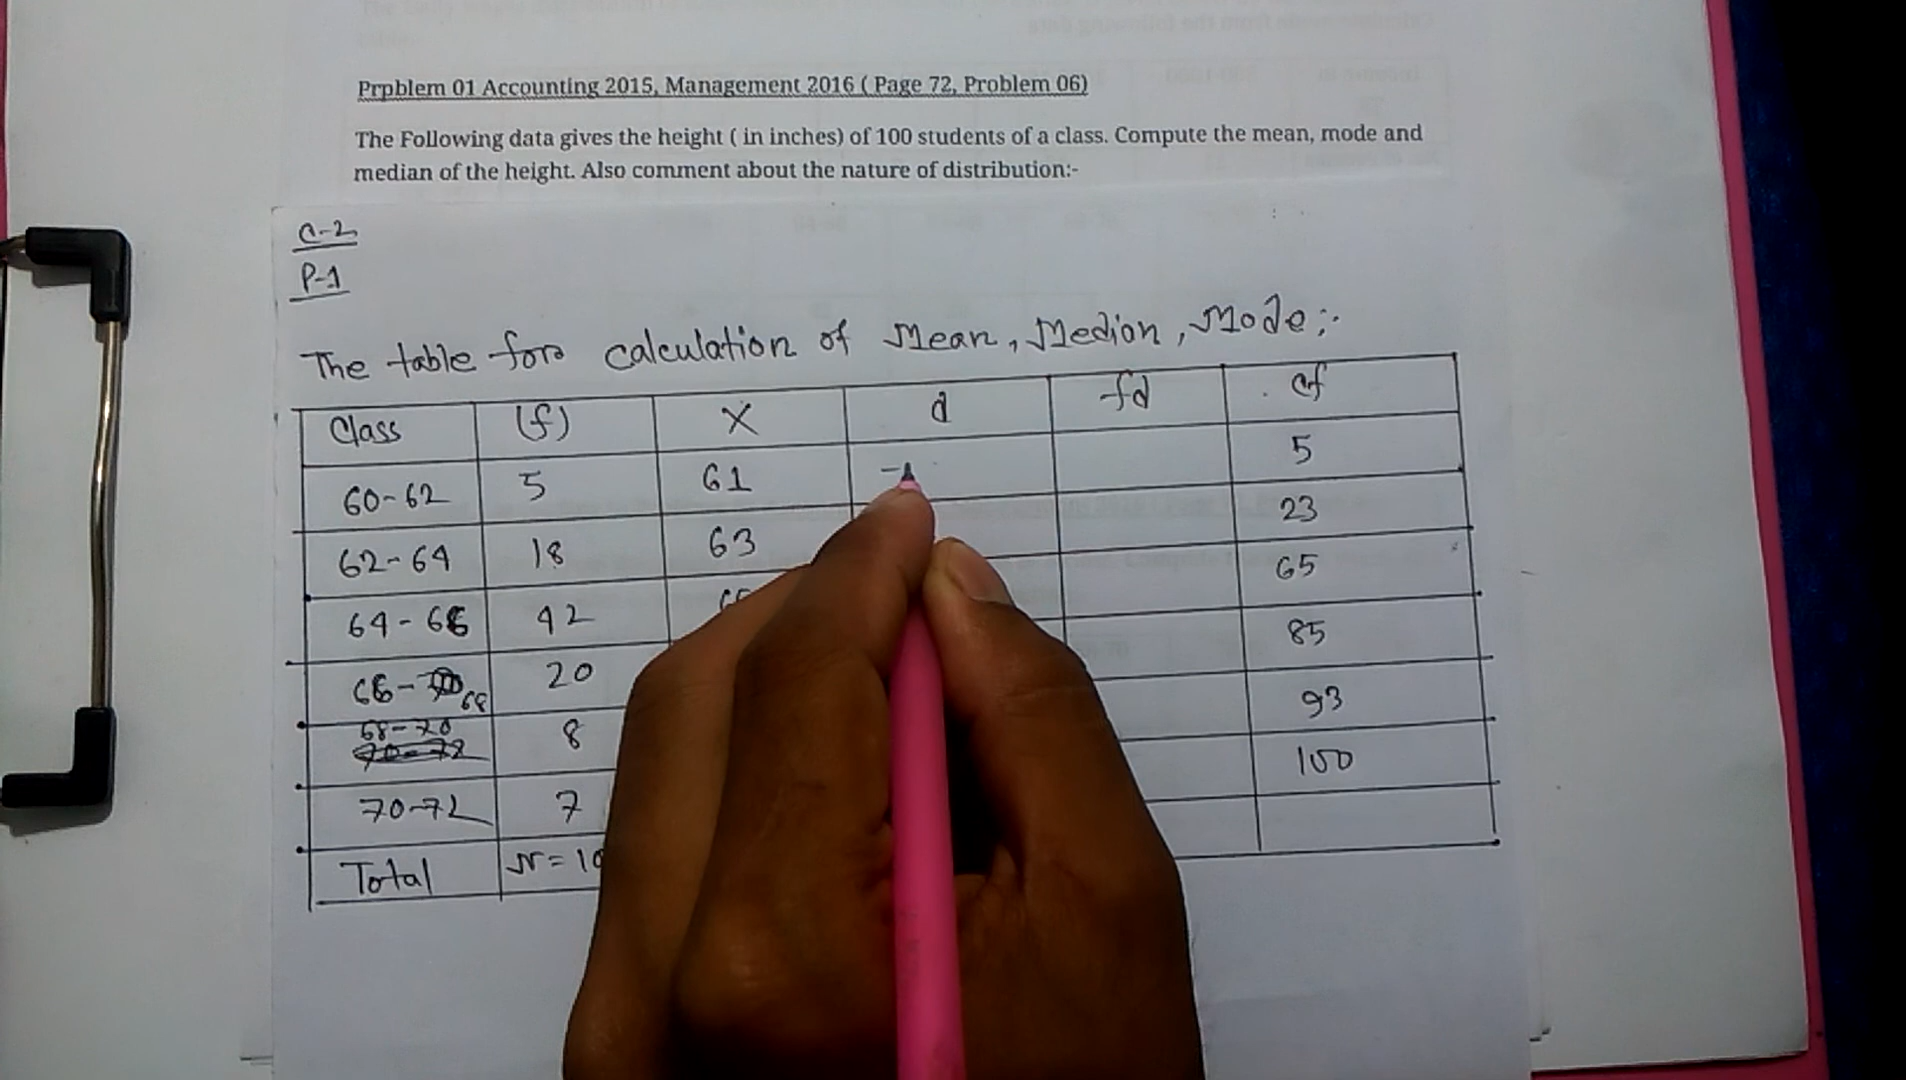 Prpblem 01 Accounting 2015, Management 2016 ( Page 72, Problem 06)
The Following data gives the height ( in inches) of 100 students of a class. Compute the mean, mode and
median of the height. Also comment about the nature of distribution:-
C-2
P-1
The table for calculation of Mean, Median, Mode:-
Class (f) X d fd cf
60-62 5 61 5
62-64 18 63 23
64-66 42 65
20 85
68-70 8 93
70-72 7 100
Total N = 10